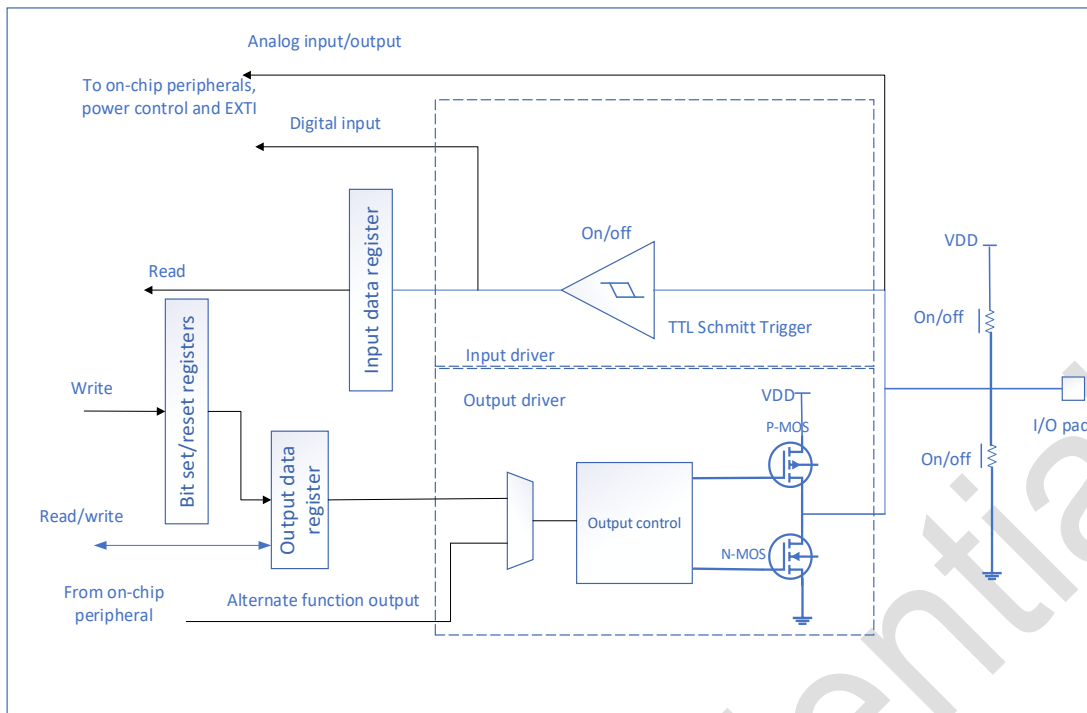 Analog input/output
To on-chip peripherals,
power control and EXTI
Digital input
Input data register
On/off
VDD
Read
On/off
TTL Schmitt Trigger
Bit set/reset registers
Input driver
Write
Output driver
VDD
P-MOS
I/O pad
Output data
register
On/off
Read/write
Output control
N-MOS
From on-chip
peripheral
Alternate function output